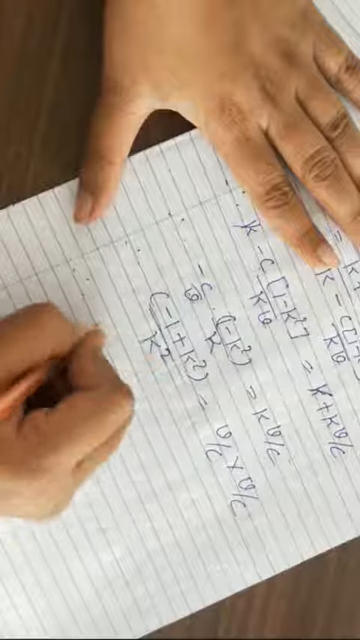 ∴ k - c/kv [1-k²] = k + kv/c
- c/v (1-k²)/k = kv/c
(-1+k²)/k² = v/c × v/c